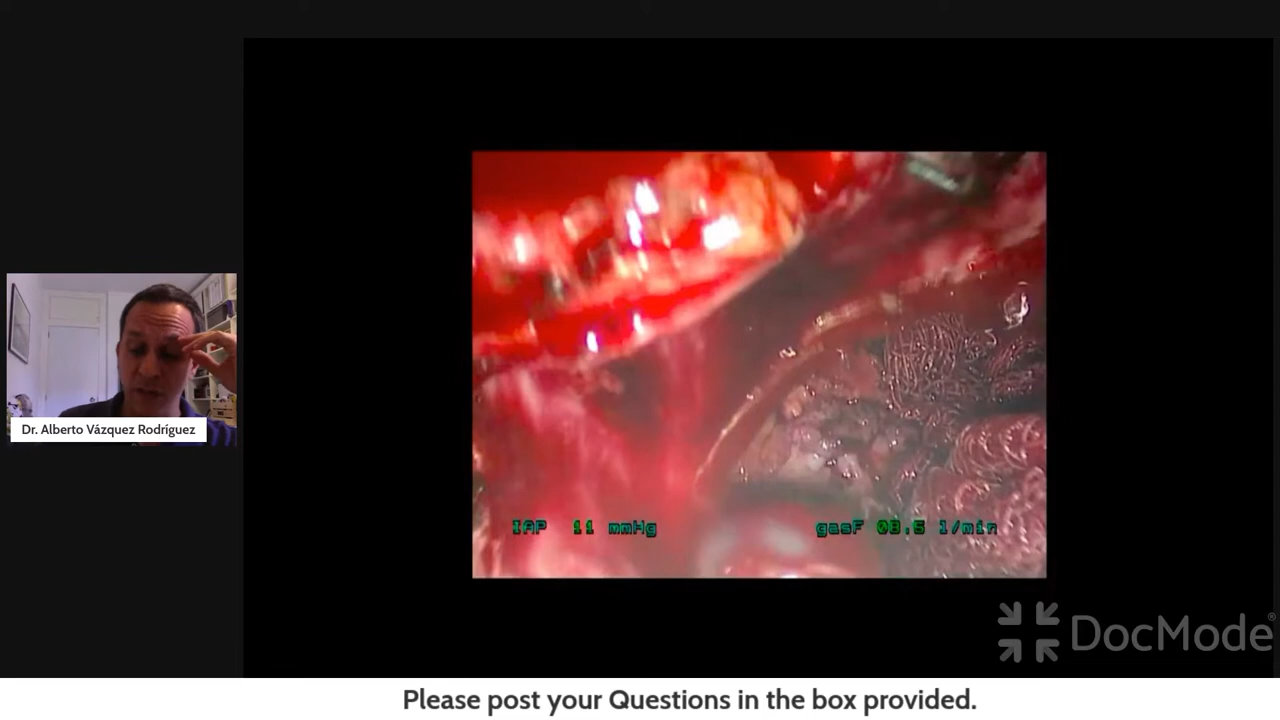 IAP 11 mmHg
gasF 03.5 l/min
Dr. Alberto Vázquez Rodríguez
DocMode®
Please post your Questions in the box provided.